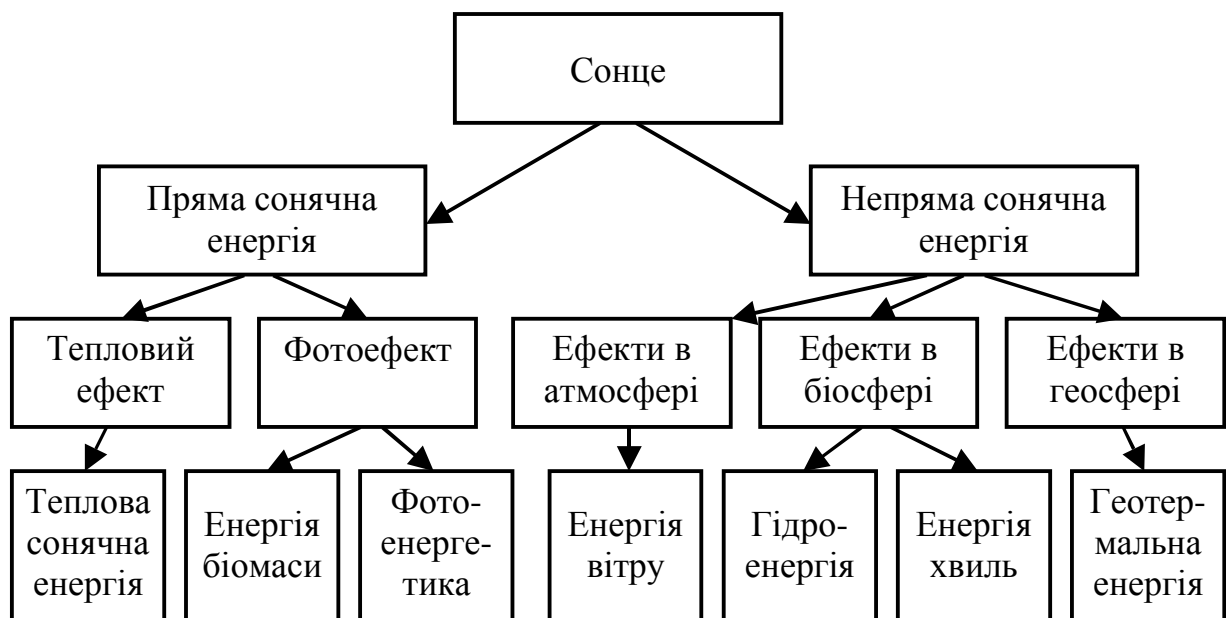 Сонце
Пряма сонячна
енергія
Непряма сонячна
енергія
Тепловий
ефект
Фотоефект
Ефекти в
атмосфері
Ефекти в
біосфері
Ефекти в
геосфері
Теплова
сонячна
енергія
Енергія
біомаси
Фото-
енерге-
тика
Енергія
вітру
Гідро-
енергія
Енергія
хвиль
Геотер-
мальна
енергія